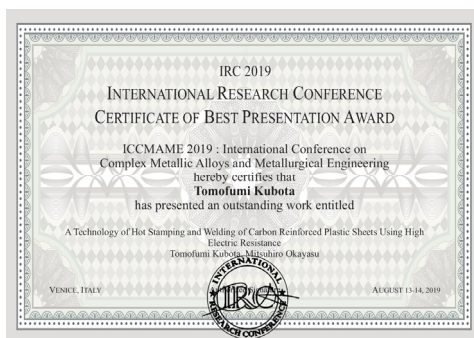 IRC 2019
INTERNATIONAL RESEARCH CONFERENCE
CERTIFICATE OF BEST PRESENTATION AWARD
ICCMAME 2019 : International Conference on
Complex Metallic Alloys and Metallurgical Engineering
hereby certifies that
Tomofumi Kubota
has presented an outstanding work entitled
A Technology of Hot Stamping and Welding of Carbon Reinforced Plastic Sheets Using High
Electric Resistance
Tomofumi Kubota, Mitsuhiro Okayasu
INTERNATIONAL
IRC
RESEARCH CONFERENCE
VENICE, ITALY
AUGUST 13-14, 2019